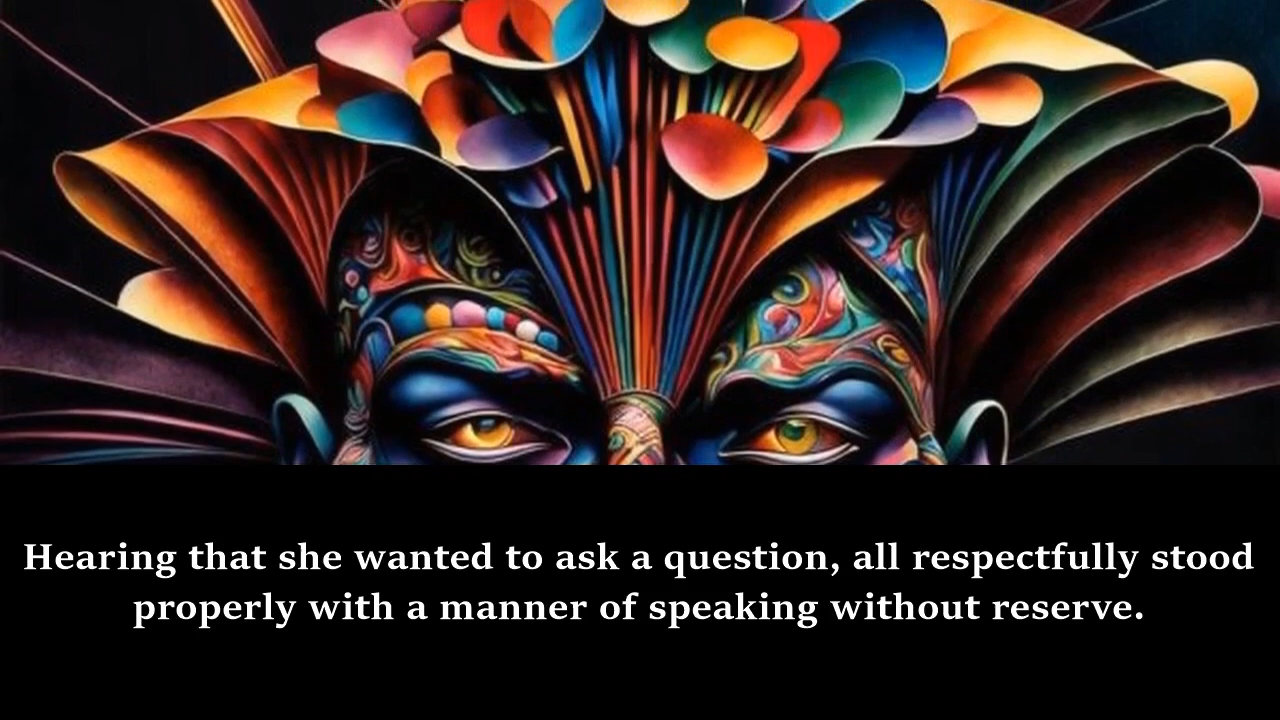 Hearing that she wanted to ask a question, all respectfully stood
properly with a manner of speaking without reserve.